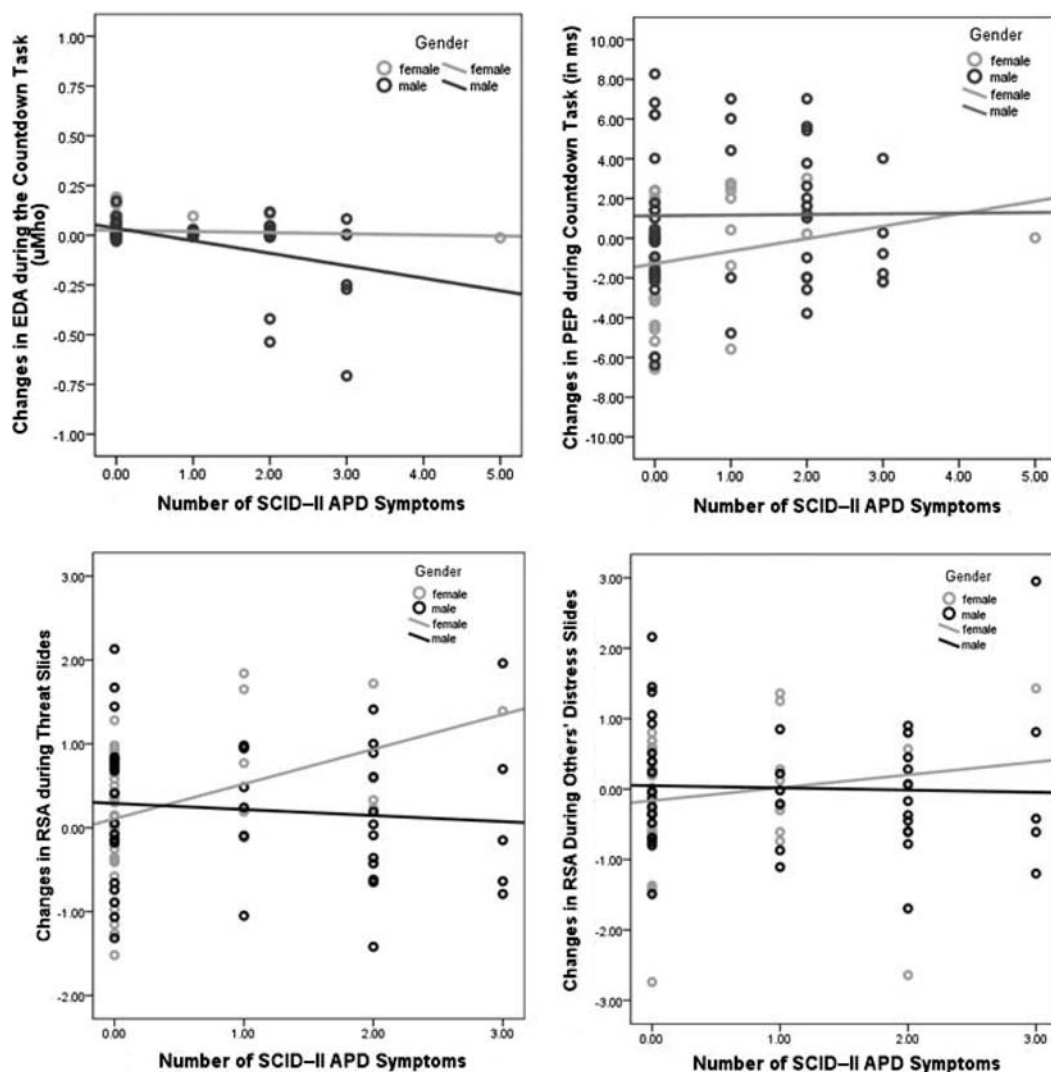 Changes in EDA during the Countdown Task
(uMho)
1.00
0.75
0.50
0.25
0.00
-0.25
-0.50
-0.75
-1.00
Gender
female female
male male
0.00 1.00 2.00 3.00 4.00 5.00
Number of SCID–II APD Symptoms
Changes in PEP during Countdown Task (in ms)
10.00
8.00
6.00
4.00
2.00
0.00
-2.00
-4.00
-6.00
-8.00
-10.00
Gender
female
male
female
male
0.00 1.00 2.00 3.00 4.00 5.00
Number of SCID–II APD Symptoms
Changes in RSA during Threat Slides
3.00
2.00
1.00
0.00
-1.00
-2.00
Gender
female
male
female
male
0.00 1.00 2.00 3.00
Number of SCID–II APD Symptoms
Changes in RSA During Others' Distress Slides
3.00
2.00
1.00
0.00
-1.00
-2.00
-3.00
Gender
female
male
female
male
0.00 1.00 2.00 3.00
Number of SCID–II APD Symptoms